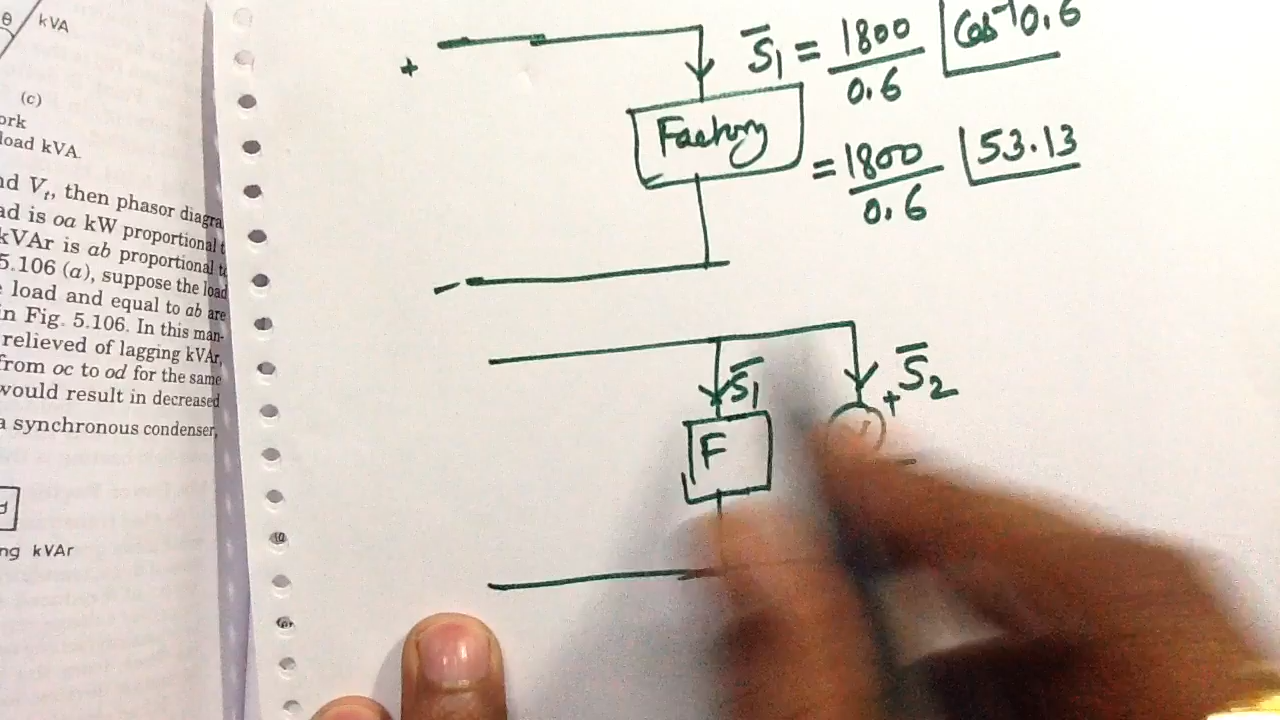 θ kVA
(c)
ork
load kVA.
nd Vt, then phasor diagra
ad is oa kW proportional t
kVAr is ab proportional to
5.106 (a), suppose the load
e load and equal to ab are
in Fig. 5.106. In this man-
relieved of lagging kVAr,
from oc to od for the same
would result in decreased
a synchronous condenser,
d
ng kVAr
+
S̅1 = 1800/0.6 ∠cos⁻¹0.6
Factory
= 1800/0.6 ∠53.13
−
S̅1
+ S̅2
F
−